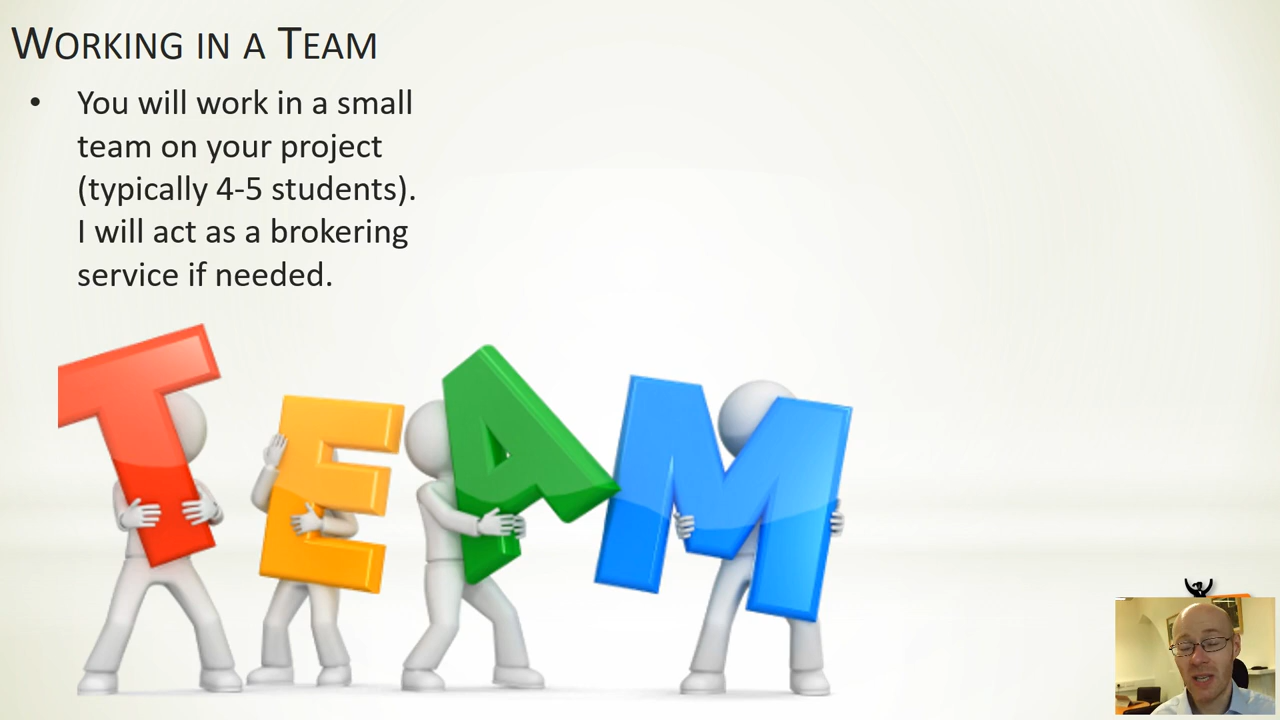 WORKING IN A TEAM
• You will work in a small
team on your project
(typically 4-5 students).
I will act as a brokering
service if needed.
TEAM